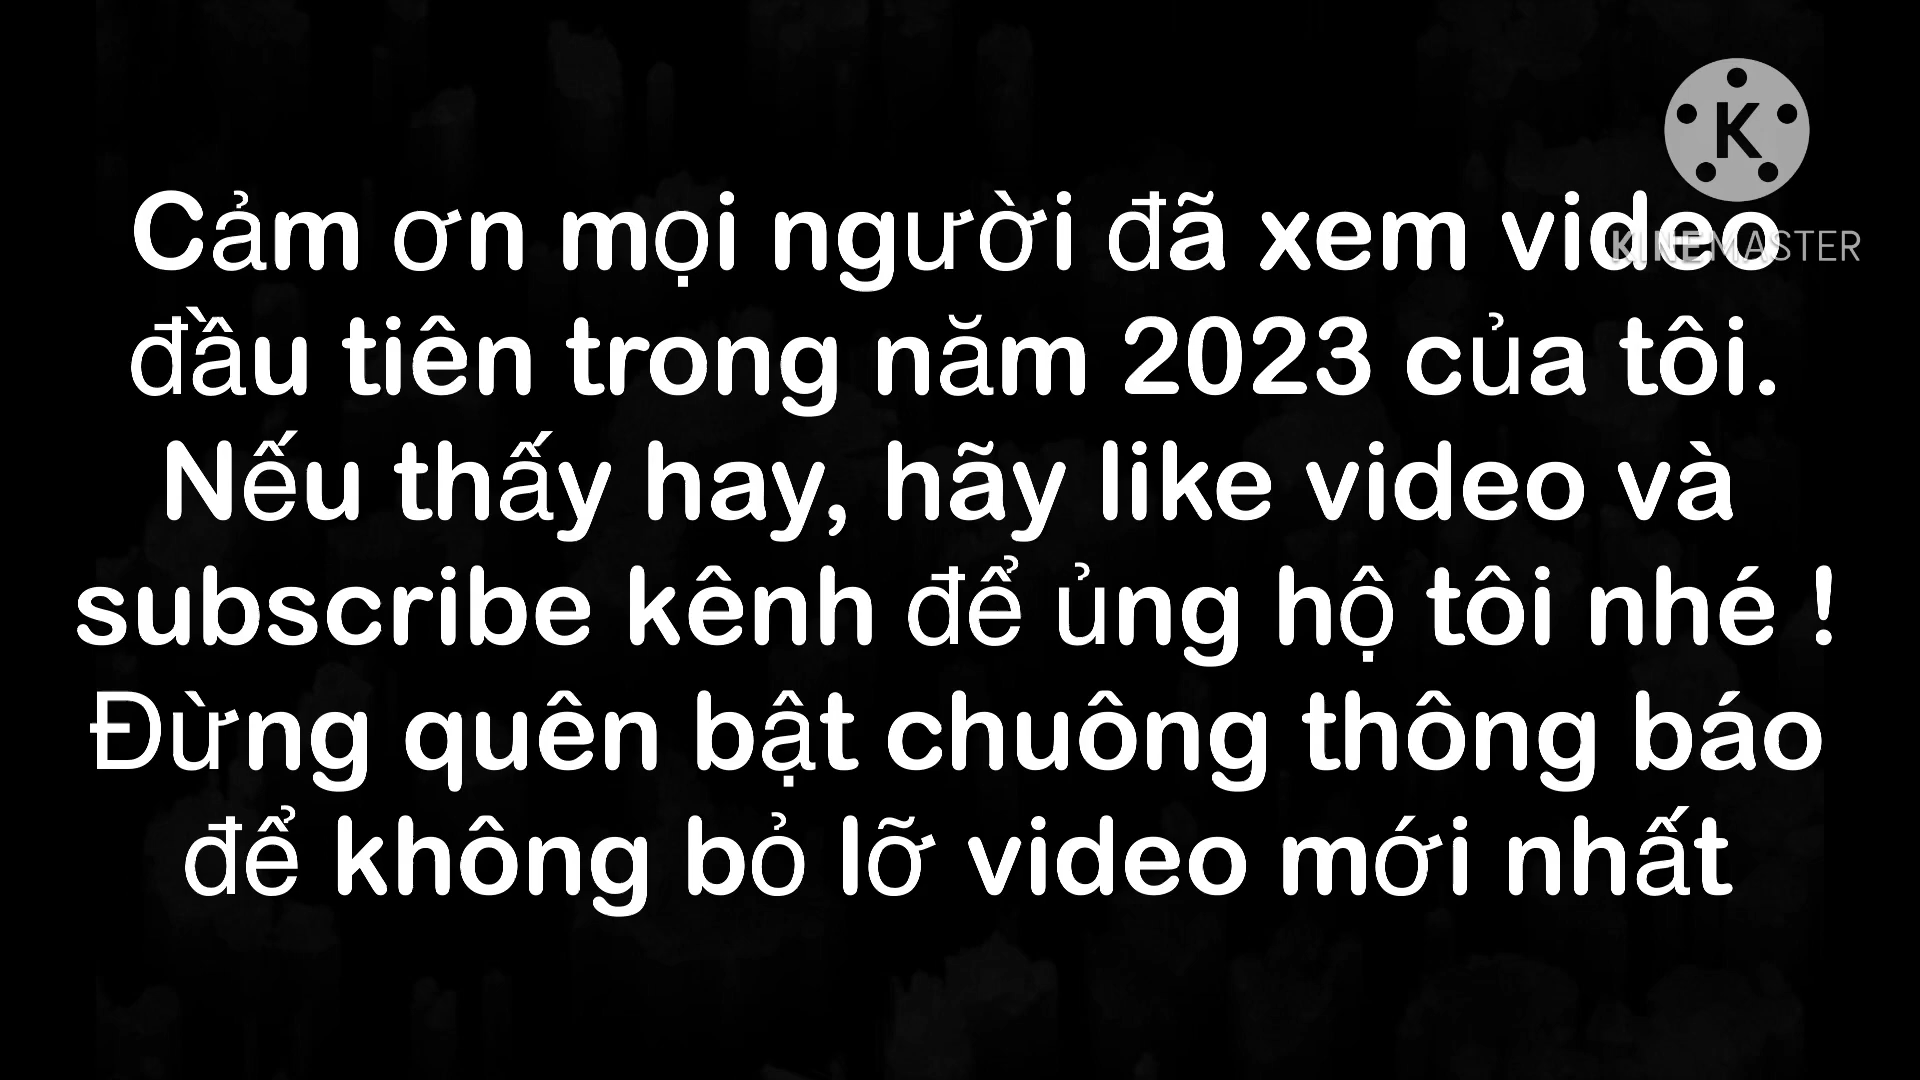 K
KINEMASTER
Cảm ơn mọi người đã xem video
đầu tiên trong năm 2023 của tôi.
Nếu thấy hay, hãy like video và
subscribe kênh để ủng hộ tôi nhé !
Đừng quên bật chuông thông báo
để không bỏ lỡ video mới nhất